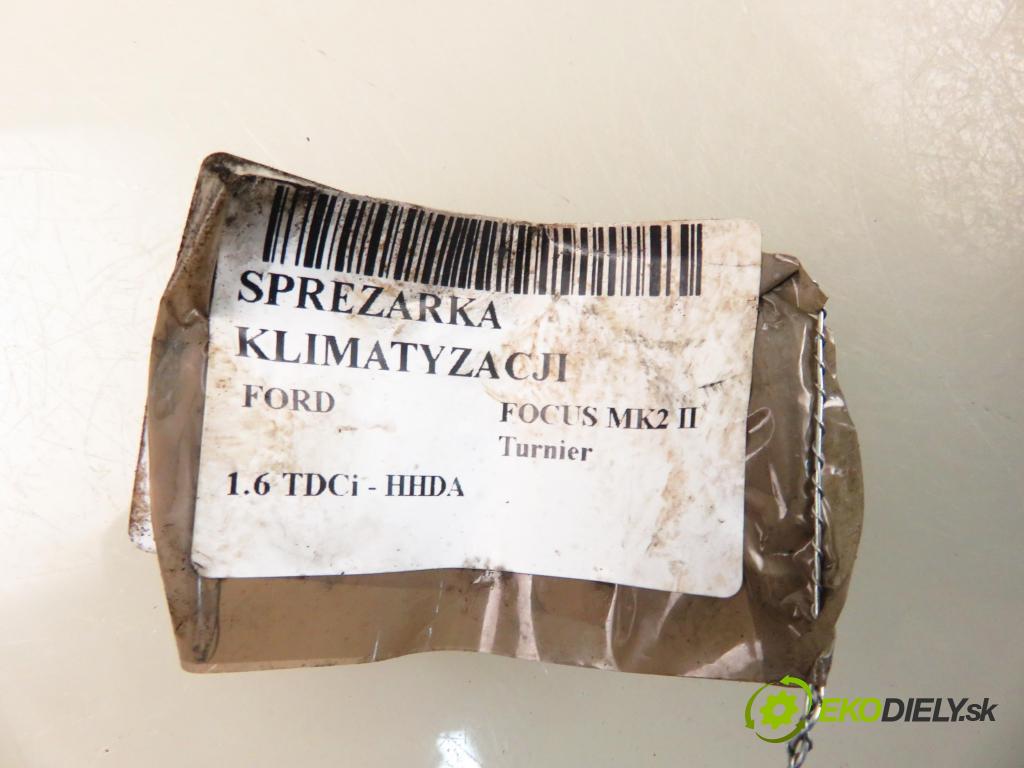 SPREZARKA
KLIMATYZACJI
FORD
FOCUS MK2 II
Turnier
1.6 TDCi - HHDA
EKODIELY.sk